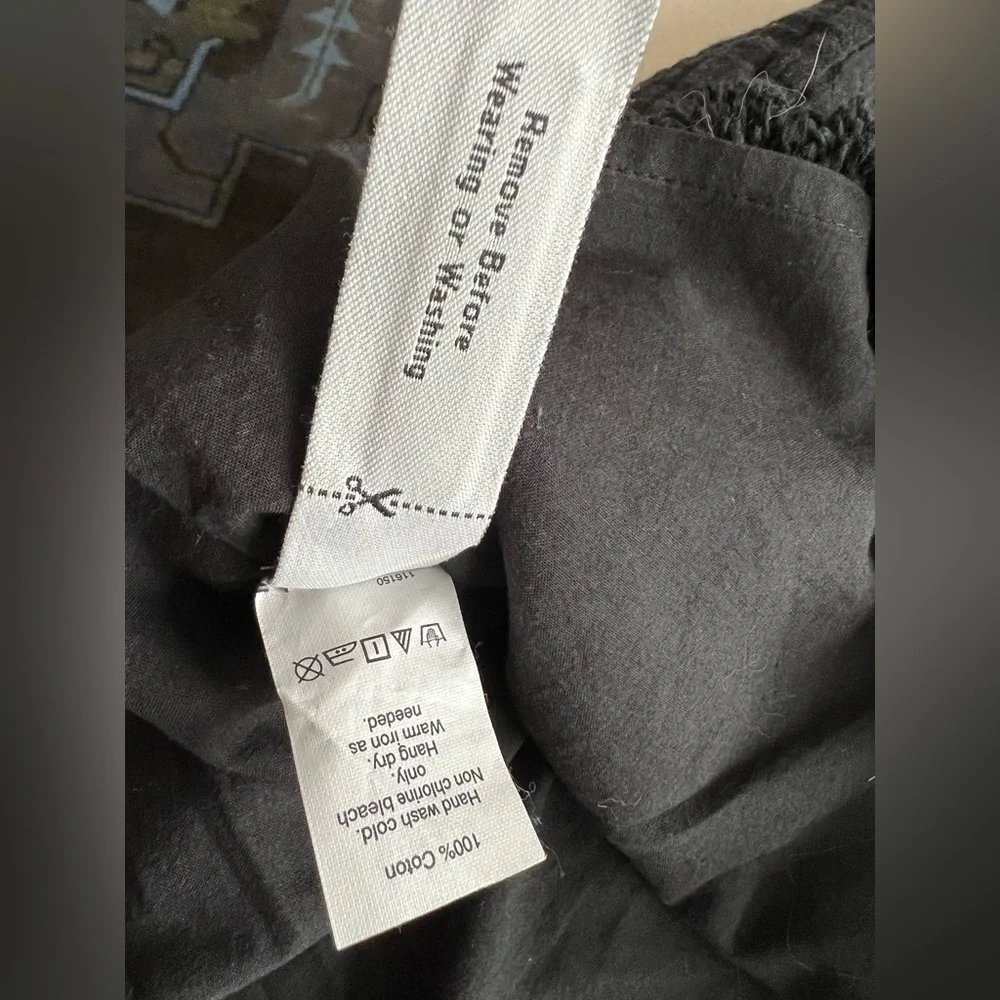 Remove Before
Wearing or Washing
116150
100% Coton
Hand wash cold.
Non chlorine bleach
only.
Hang dry.
Warm iron as
needed.